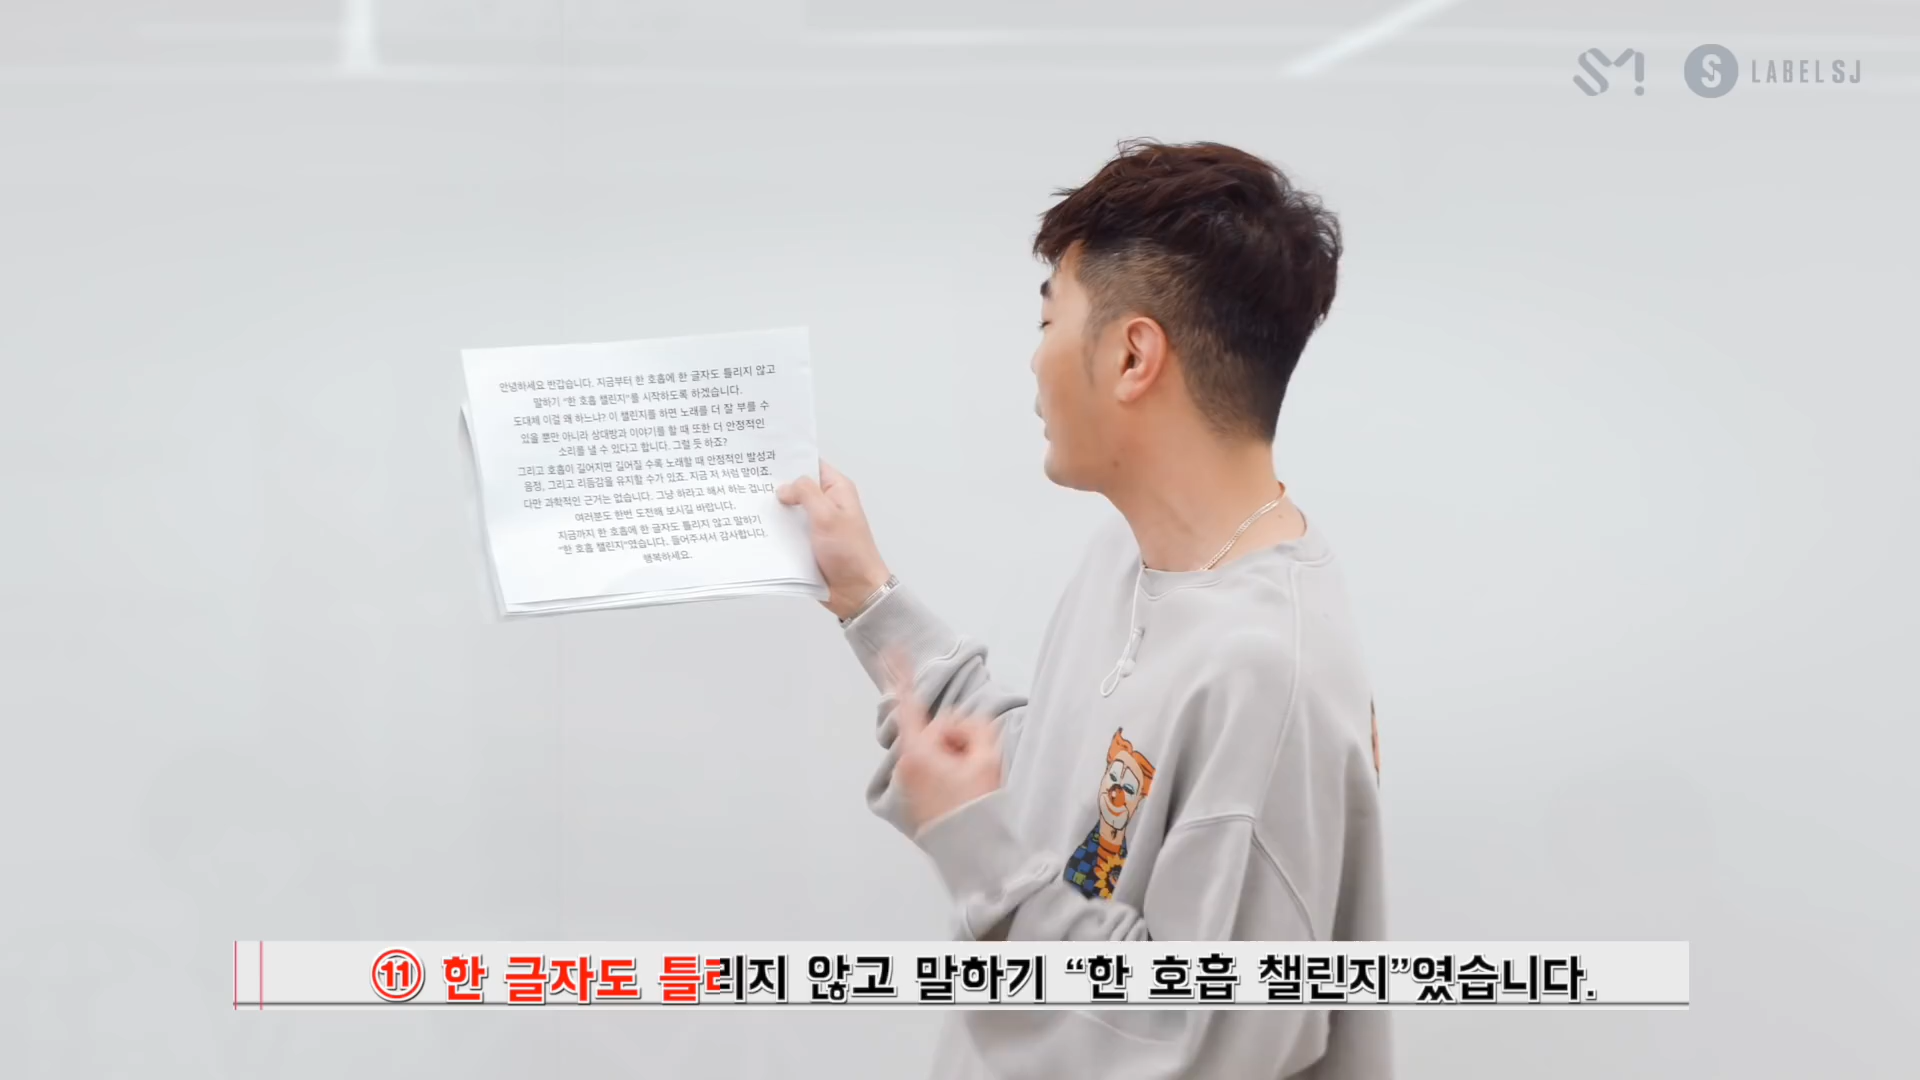 SM!
S LABEL SJ
안녕하세요 반갑습니다. 지금부터 한 호흡에 한 글자도 틀리지 않고
말하기 "한 호흡 챌린지"를 시작하도록 하겠습니다.
도대체 이걸 왜 하느냐? 이 챌린지를 하면 노래를 더 잘 부를 수
있을 뿐만 아니라 상대방과 이야기를 할 때 또한 더 안정적인
소리를 낼 수 있다고 합니다. 그럴 듯 하죠?
그리고 호흡이 길어지면 길어질 수록 노래할 때 안정적인 발성과
음정, 그리고 리듬감을 유지할 수가 있죠. 지금 저 처럼 말이죠.
다만 과학적인 근거는 없습니다. 그냥 하라고 해서 하는 겁니다.
여러분도 한번 도전해 보시길 바랍니다.
지금까지 한 호흡에 한 글자도 틀리지 않고 말하기
"한 호흡 챌린지"였습니다. 들어주셔서 감사합니다.
행복하세요.
⑪ 한 글자도 틀리지 않고 말하기 “한 호흡 챌린지”였습니다.